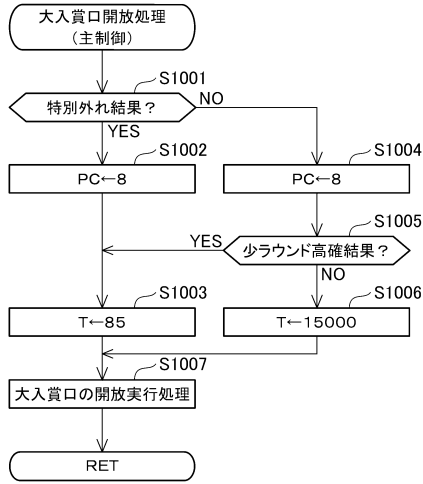 大入賞口開放処理
（主制御）
S1001
特別外れ結果？
NO
YES
S1002
PC←8
S1004
PC←8
S1005
YES
少ラウンド高確結果？
NO
S1003
T←85
S1006
T←15000
S1007
大入賞口の開放実行処理
RET